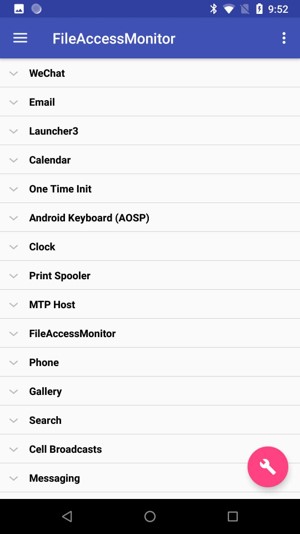 9:52
FileAccessMonitor
WeChat
Email
Launcher3
Calendar
One Time Init
Android Keyboard (AOSP)
Clock
Print Spooler
MTP Host
FileAccessMonitor
Phone
Gallery
Search
Cell Broadcasts
Messaging